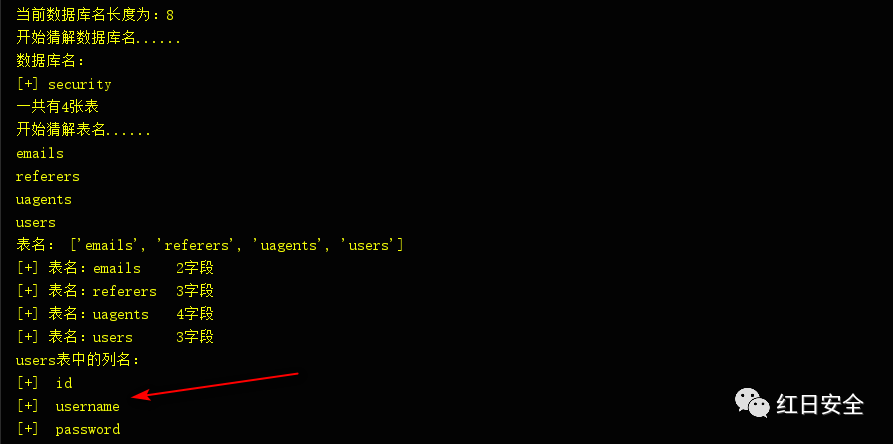 当前数据库名长度为：8
开始猜解数据库名......
数据库名：
[+] security
一共有4张表
开始猜解表名......
emails
referers
uagents
users
表名： ['emails', 'referers', 'uagents', 'users']
[+] 表名：emails 2字段
[+] 表名：referers 3字段
[+] 表名：uagents 4字段
[+] 表名：users 3字段
users表中的列名：
[+] id
[+] username
[+] password
红日安全